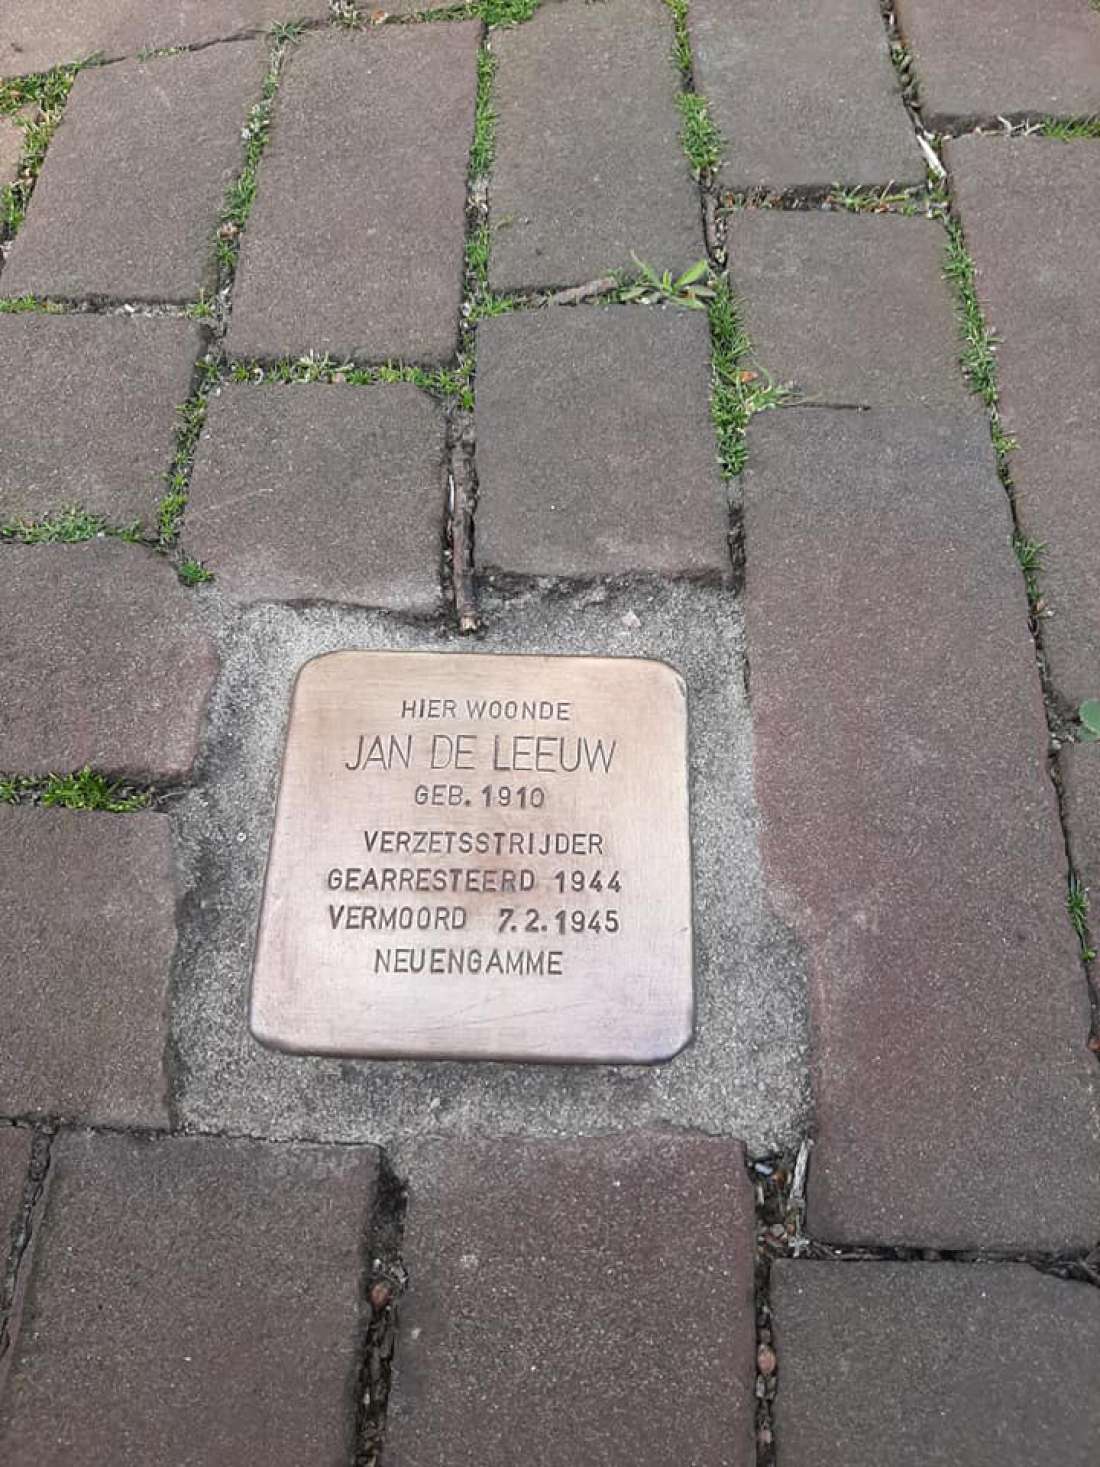 HIER WOONDE
JAN DE LEEUW
GEB. 1910
VERZETSSTRIJDER
GEARRESTEERD 1944
VERMOORD 7.2.1945
NEUENGAMME